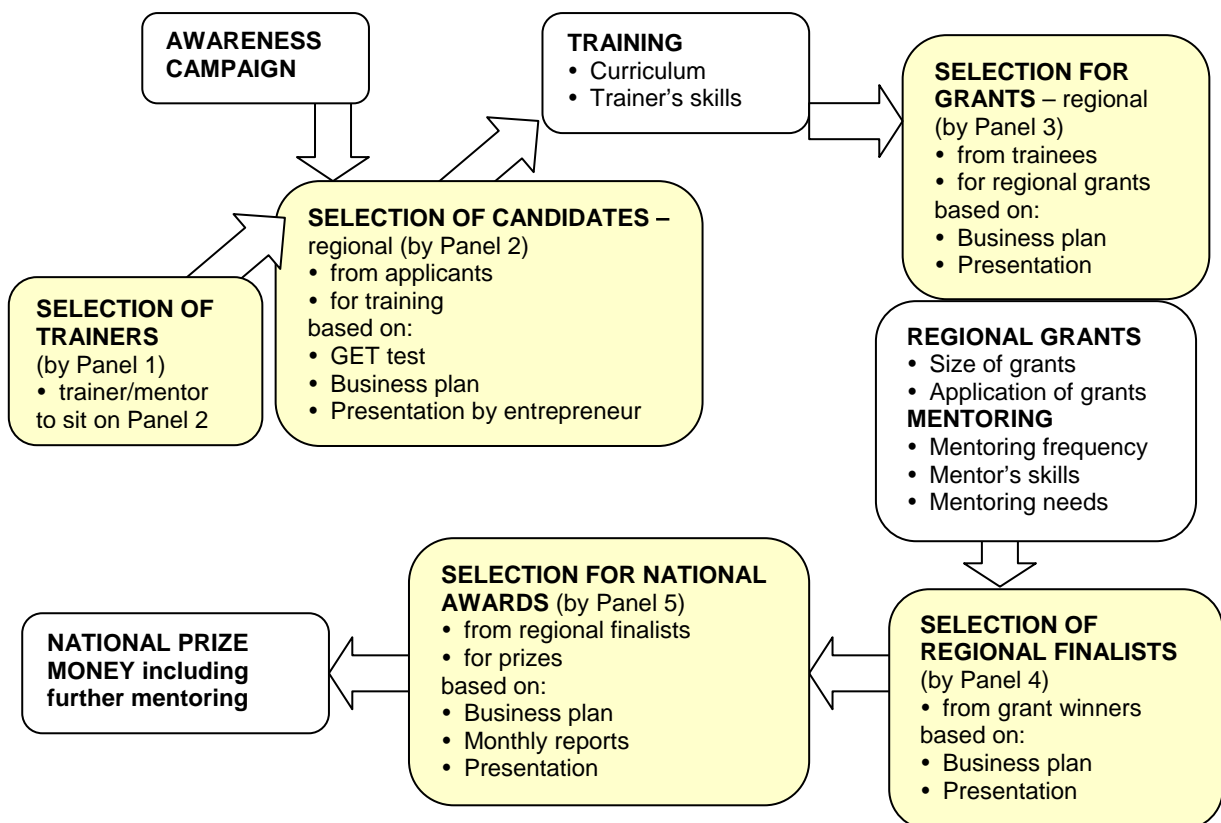 AWARENESS
CAMPAIGN
TRAINING
• Curriculum
• Trainer’s skills
SELECTION FOR
GRANTS – regional
(by Panel 3)
• from trainees
• for regional grants
based on:
• Business plan
• Presentation
SELECTION OF CANDIDATES –
regional (by Panel 2)
• from applicants
• for training
based on:
• GET test
• Business plan
• Presentation by entrepreneur
SELECTION OF
TRAINERS
(by Panel 1)
• trainer/mentor
to sit on Panel 2
REGIONAL GRANTS
• Size of grants
• Application of grants
MENTORING
• Mentoring frequency
• Mentor’s skills
• Mentoring needs
SELECTION OF
REGIONAL FINALISTS
(by Panel 4)
• from grant winners
based on:
• Business plan
• Presentation
SELECTION FOR NATIONAL
AWARDS (by Panel 5)
• from regional finalists
• for prizes
based on:
• Business plan
• Monthly reports
• Presentation
NATIONAL PRIZE
MONEY including
further mentoring